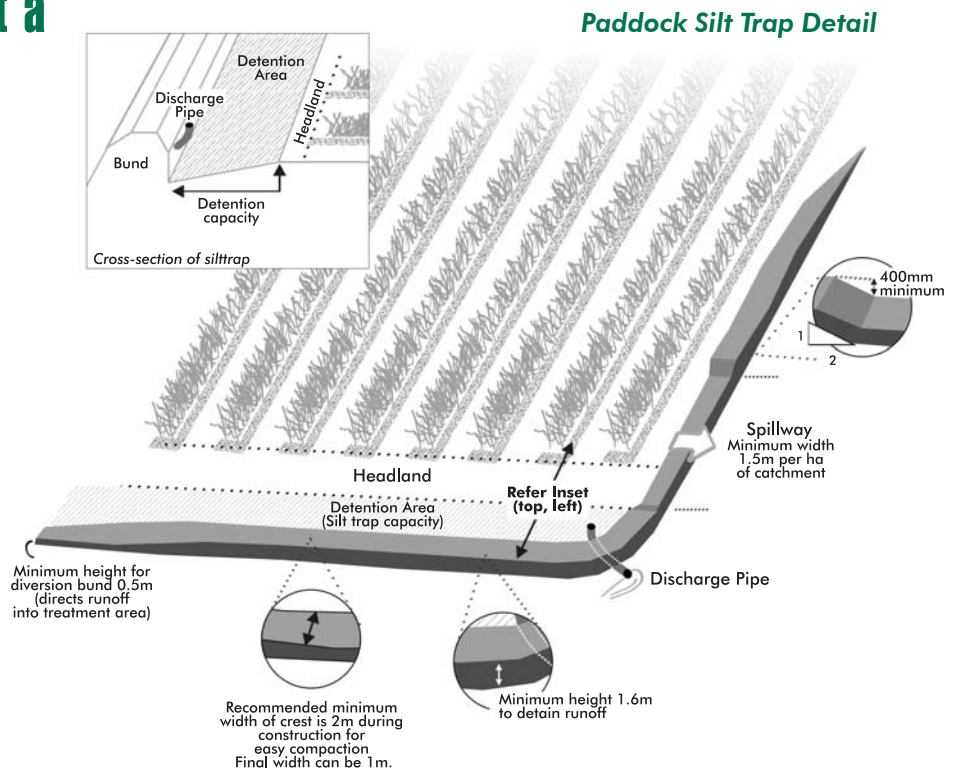 Paddock Silt Trap Detail
Detention
Area
Discharge
Pipe
Headland
Bund
Detention
capacity
Cross-section of silttrap
400mm
minimum
1
2
Spillway
Minimum width
1.5m per ha
of catchment
Headland
Refer Inset
(top, left)
Detention Area
(Silt trap capacity)
Discharge Pipe
Minimum height for
diversion bund 0.5m
(directs runoff
into treatment area)
Recommended minimum
width of crest is 2m during
construction for
easy compaction
Final width can be 1m.
Minimum height 1.6m
to detain runoff